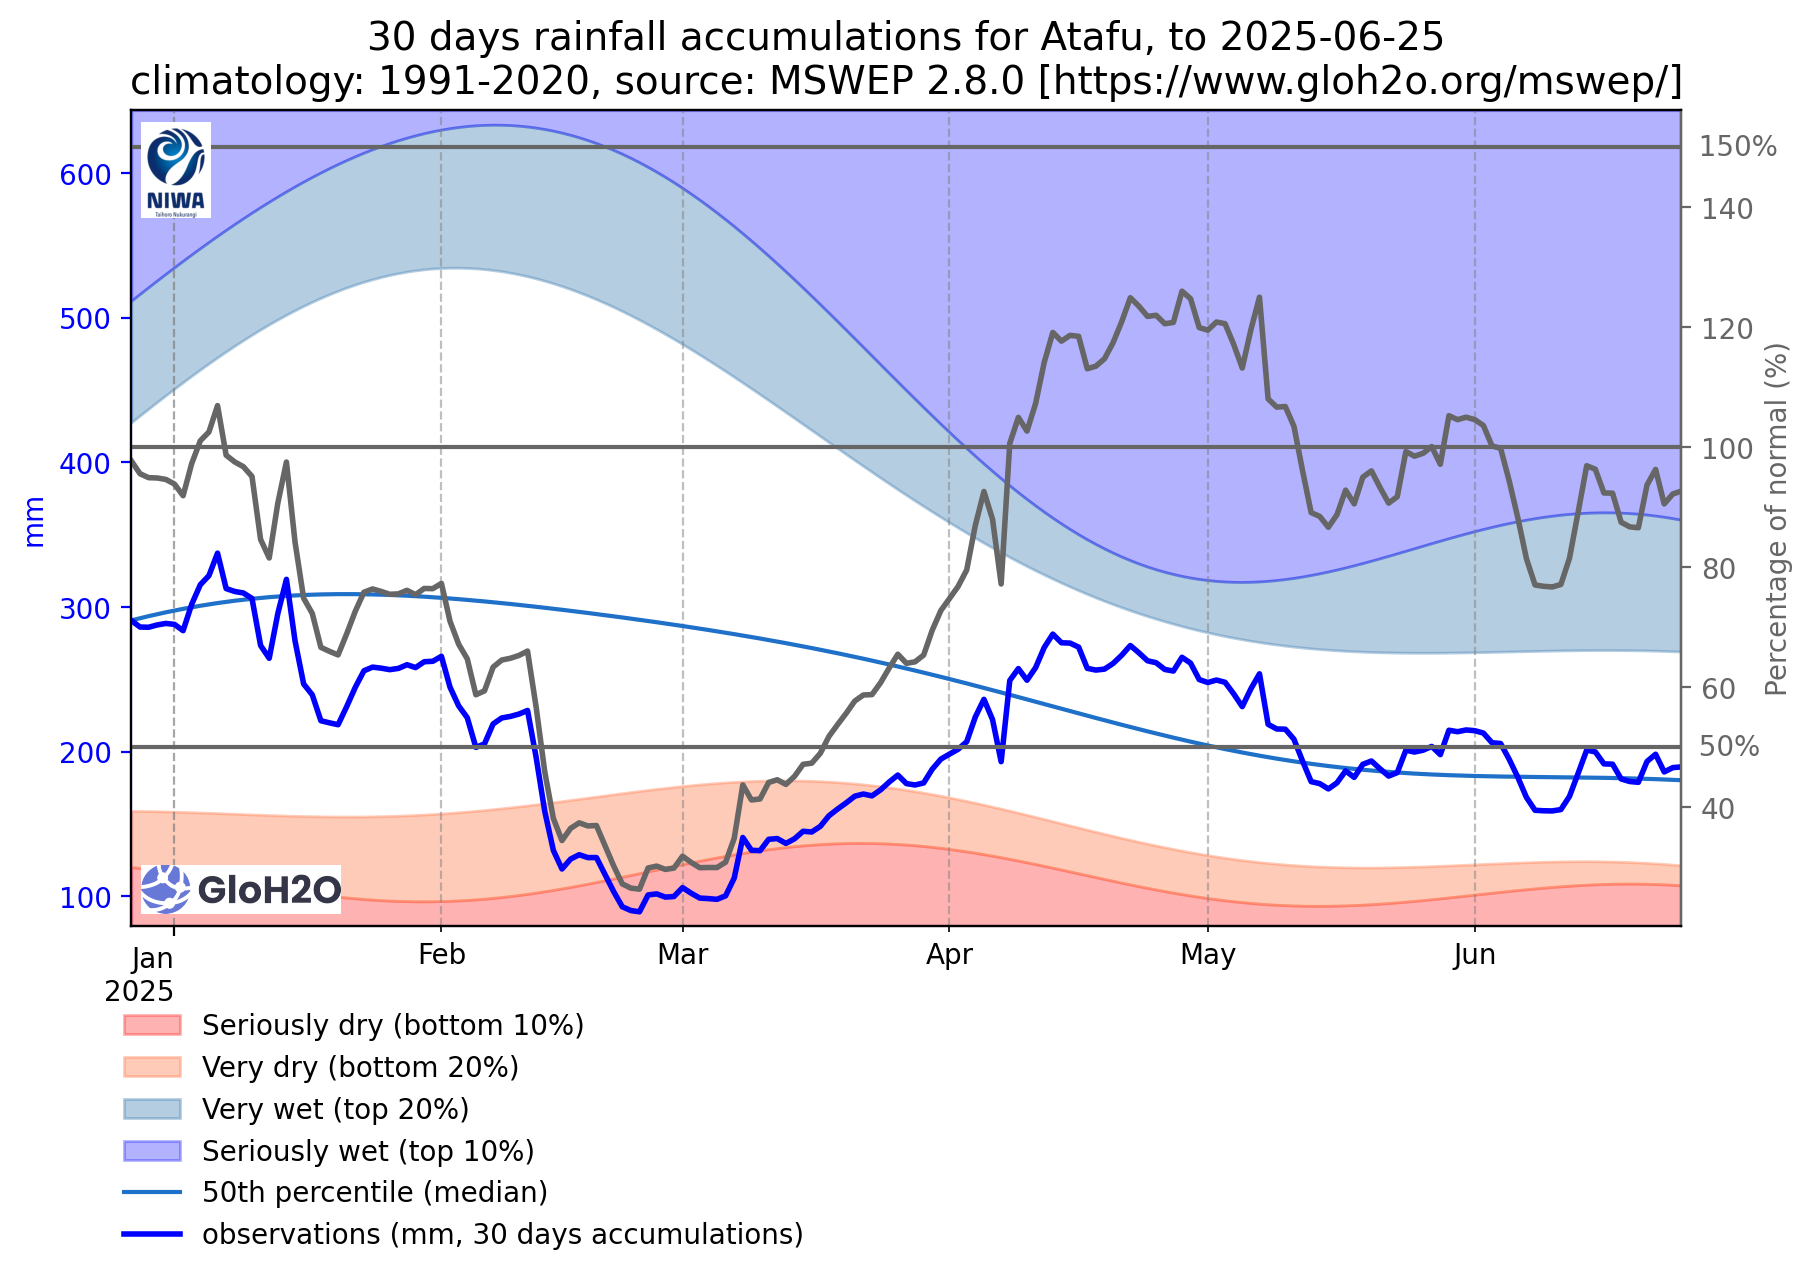 30 days rainfall accumulations for Atafu, to 2025-06-25
climatology: 1991-2020, source: MSWEP 2.8.0 [https://www.gloh2o.org/mswep/]
NIWA
Taihoro Nukurangi
600
500
400
300
200
100
mm
150%
140
120
100
80
60
50%
40
Percentage of normal (%)
GloH2O
Jan
2025
Feb
Mar
Apr
May
Jun
Seriously dry (bottom 10%)
Very dry (bottom 20%)
Very wet (top 20%)
Seriously wet (top 10%)
50th percentile (median)
observations (mm, 30 days accumulations)